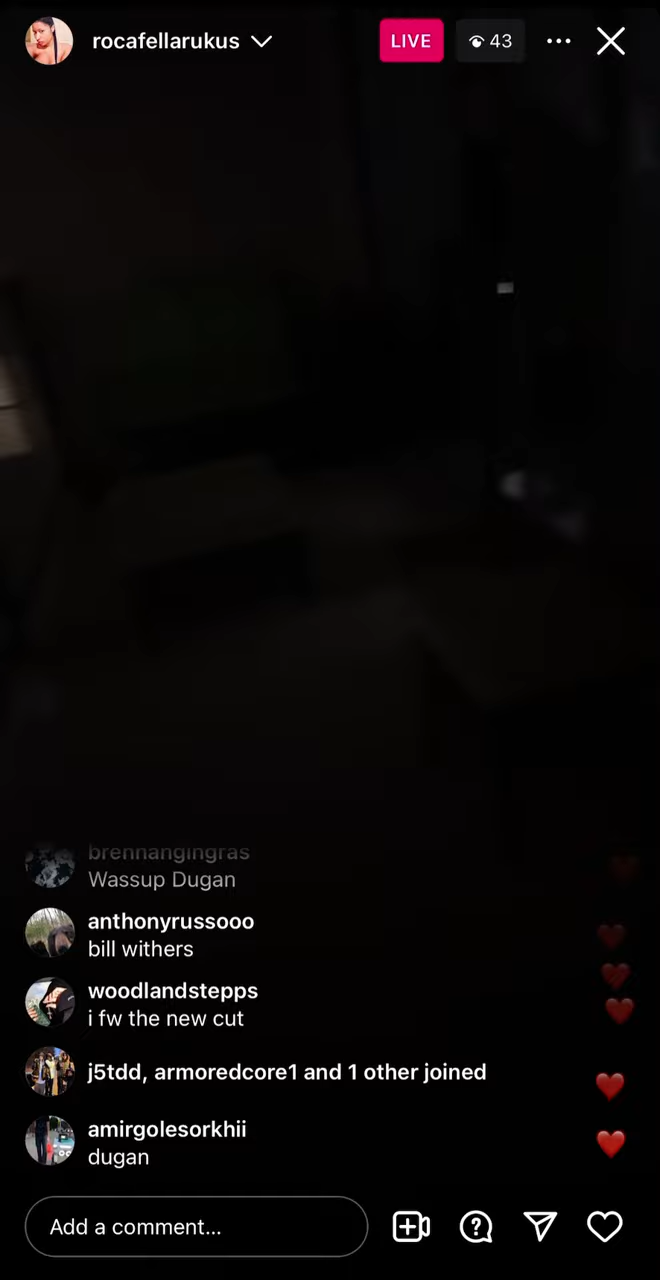 rocafellarukus
LIVE
43
brennangingras
Wassup Dugan
anthonyrussooo
bill withers
woodlandstepps
i fw the new cut
j5tdd, armoredcore1 and 1 other joined
amirgolesorkhii
dugan
Add a comment...